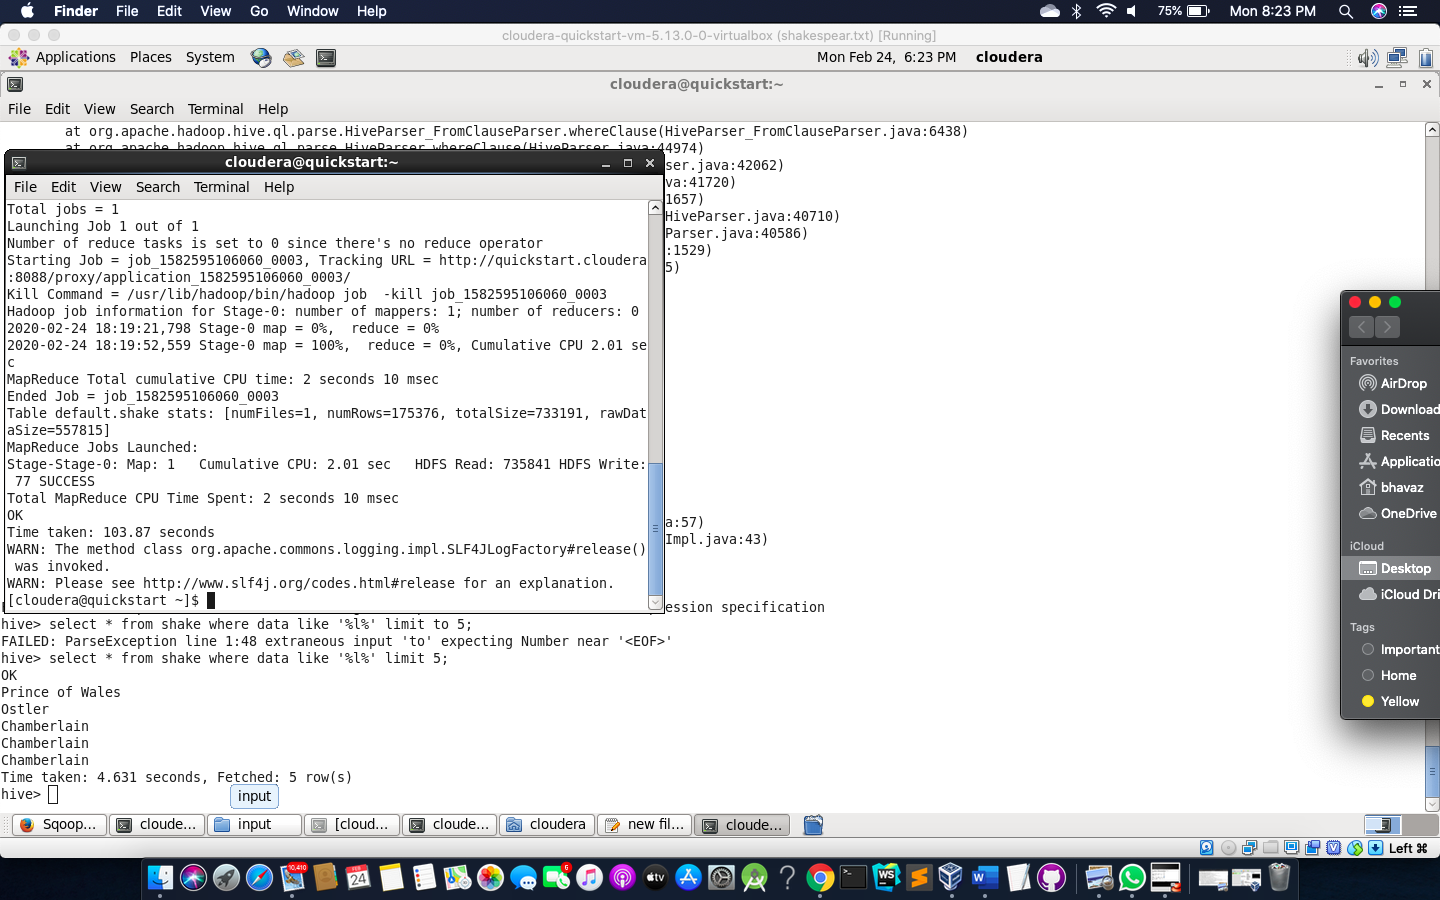 Finder File Edit View Go Window Help 75% Mon 8:23 PM
cloudera-quickstart-vm-5.13.0-0-virtualbox (shakespear.txt) [Running]
Applications Places System Mon Feb 24, 6:23 PM cloudera
cloudera@quickstart:~
File Edit View Search Terminal Help
at org.apache.hadoop.hive.ql.parse.HiveParser_FromClauseParser.whereClause(HiveParser_FromClauseParser.java:6438)
at org.apache.hadoop.hive.ql.parse.HiveParser.whereClause(HiveParser.java:44974)
ser.java:42062)
va:41720)
1657)
HiveParser.java:40710)
Parser.java:40586)
:1529)
5)
a:57)
Impl.java:43)
ession specification
cloudera@quickstart:~
File Edit View Search Terminal Help
Total jobs = 1
Launching Job 1 out of 1
Number of reduce tasks is set to 0 since there's no reduce operator
Starting Job = job_1582595106060_0003, Tracking URL = http://quickstart.cloudera
:8088/proxy/application_1582595106060_0003/
Kill Command = /usr/lib/hadoop/bin/hadoop job  -kill job_1582595106060_0003
Hadoop job information for Stage-0: number of mappers: 1; number of reducers: 0
2020-02-24 18:19:21,798 Stage-0 map = 0%,  reduce = 0%
2020-02-24 18:19:52,559 Stage-0 map = 100%,  reduce = 0%, Cumulative CPU 2.01 se
c
MapReduce Total cumulative CPU time: 2 seconds 10 msec
Ended Job = job_1582595106060_0003
Table default.shake stats: [numFiles=1, numRows=175376, totalSize=733191, rawDat
aSize=557815]
MapReduce Jobs Launched:
Stage-Stage-0: Map: 1   Cumulative CPU: 2.01 sec   HDFS Read: 735841 HDFS Write:
77 SUCCESS
Total MapReduce CPU Time Spent: 2 seconds 10 msec
OK
Time taken: 103.87 seconds
WARN: The method class org.apache.commons.logging.impl.SLF4JLogFactory#release()
was invoked.
WARN: Please see http://www.slf4j.org/codes.html#release for an explanation.
[cloudera@quickstart ~]$
hive> select * from shake where data like '%l%' limit to 5;
FAILED: ParseException line 1:48 extraneous input 'to' expecting Number near '<EOF>'
hive> select * from shake where data like '%l%' limit 5;
OK
Prince of Wales
Ostler
Chamberlain
Chamberlain
Chamberlain
Time taken: 4.631 seconds, Fetched: 5 row(s)
hive>
input
Favorites
AirDrop
Download
Recents
Applicatio
bhavaz
OneDrive
iCloud
Desktop
iCloud Dri
Tags
Important
Home
Yellow
Sqoop... cloude... input [cloud... cloude... cloudera new fil... cloude...
Left ⌘
10,410 FEB 24 6 tv WS W